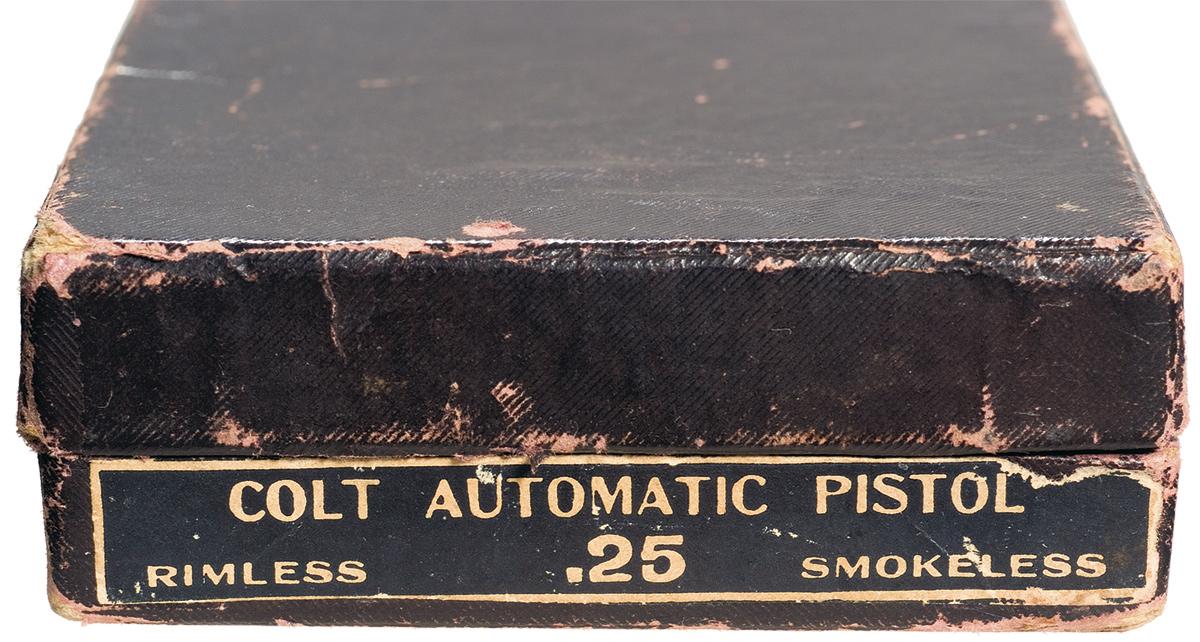 COLT AUTOMATIC PISTOL
RIMLESS .25 SMOKELESS